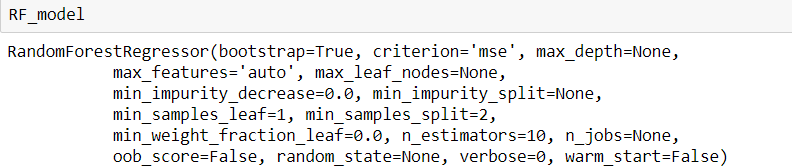 RF_model
RandomForestRegressor(bootstrap=True, criterion='mse', max_depth=None,
max_features='auto', max_leaf_nodes=None,
min_impurity_decrease=0.0, min_impurity_split=None,
min_samples_leaf=1, min_samples_split=2,
min_weight_fraction_leaf=0.0, n_estimators=10, n_jobs=None,
oob_score=False, random_state=None, verbose=0, warm_start=False)